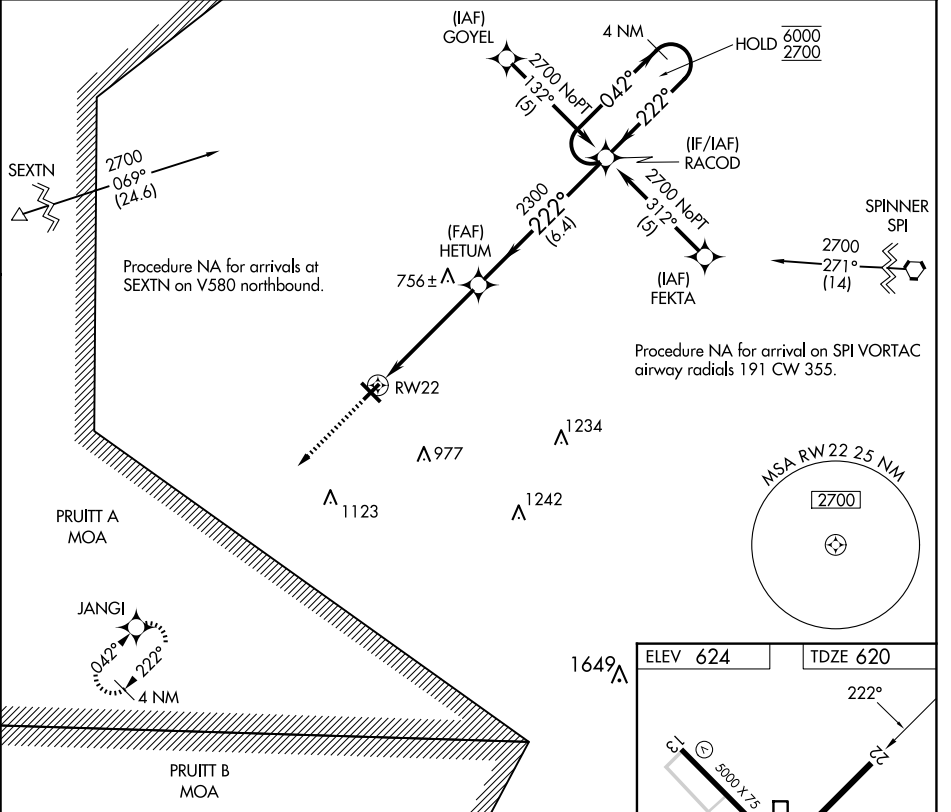 (IAF)
GOYEL
4 NM
HOLD 6000
2700
2700 NoPT
132°
(5)
042°
222°
(IF/IAF)
RACOD
SEXTN
2700
069°
(24.6)
2300
222°
(6.4)
2700 NoPT
312°
(5)
SPINNER
SPI
2700
271°
(14)
(FAF)
HETUM
756±
(IAF)
FEKTA
Procedure NA for arrivals at
SEXTN on V580 northbound.
Procedure NA for arrival on SPI VORTAC
airway radials 191 CW 355.
RW22
977
1234
1123
1242
MSA RW22 25 NM
2700
PRUITT A
MOA
JANGI
042°
222°
4 NM
1649
ELEV 624
TDZE 620
222°
13
V
5000 X 75
22
PRUITT B
MOA